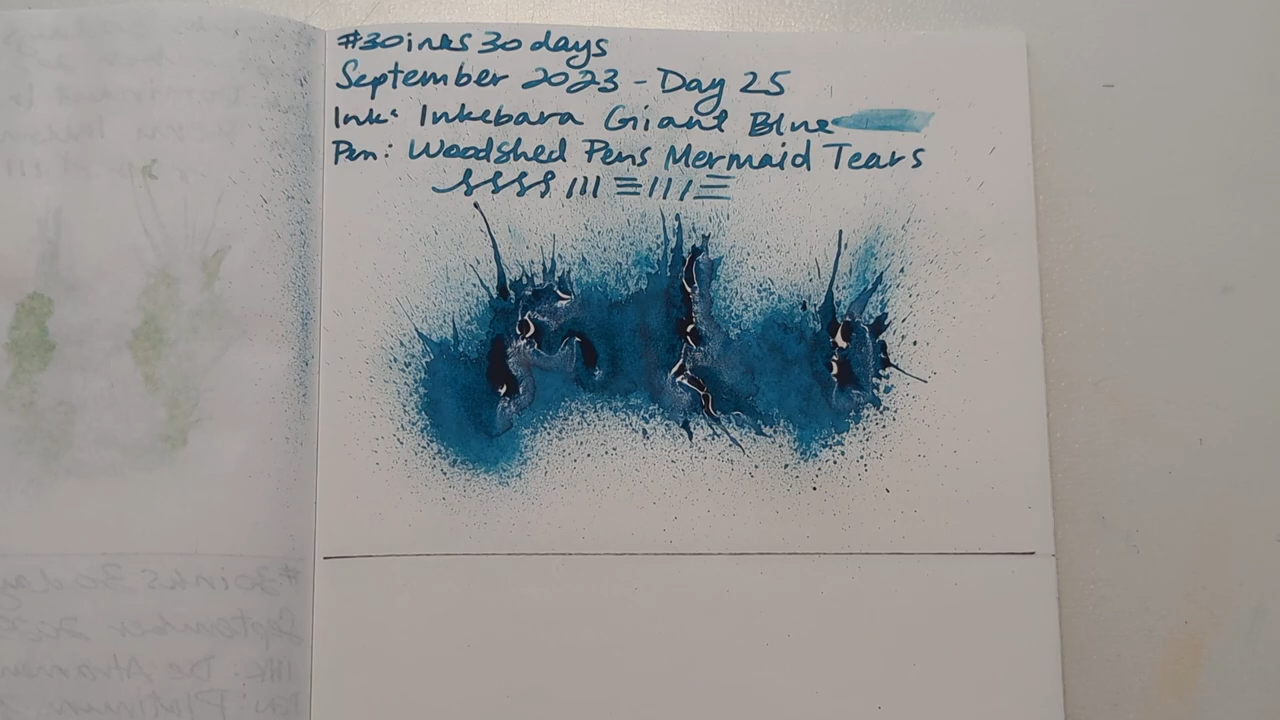 #30inks30days
September 2023 - Day 25
Ink: Inkebara Giant Blue
Pen: Woodshed Pens Mermaid Tears